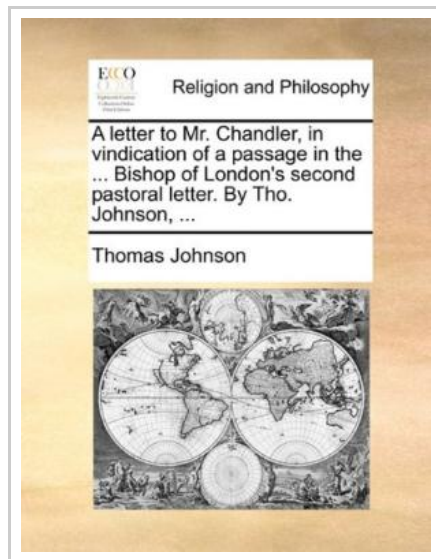 ECCO
Religion and Philosophy
A letter to Mr. Chandler, in
vindication of a passage in the
... Bishop of London's second
pastoral letter. By Tho.
Johnson, ...
Thomas Johnson